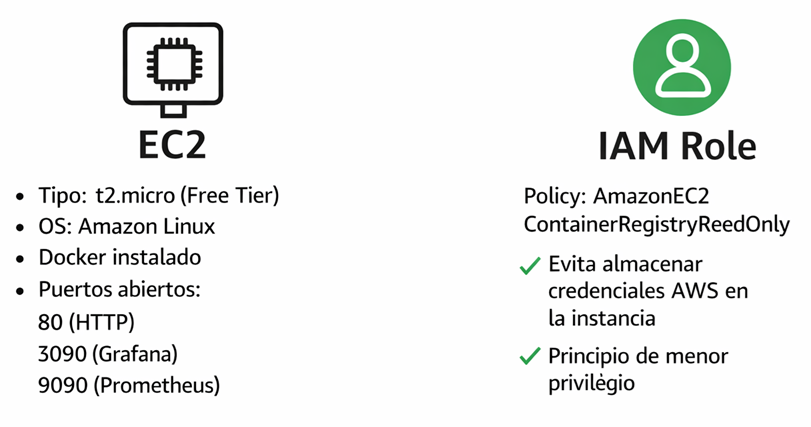 EC2
• Tipo: t2.micro (Free Tier)
• OS: Amazon Linux
• Docker instalado
• Puertos abiertos:
80 (HTTP)
3090 (Grafana)
9090 (Prometheus)
IAM Role
Policy: AmazonEC2
ContainerRegistryReedOnly
✓ Evita almacenar
credenciales AWS en
la instancia
✓ Principio de menor
privilègio